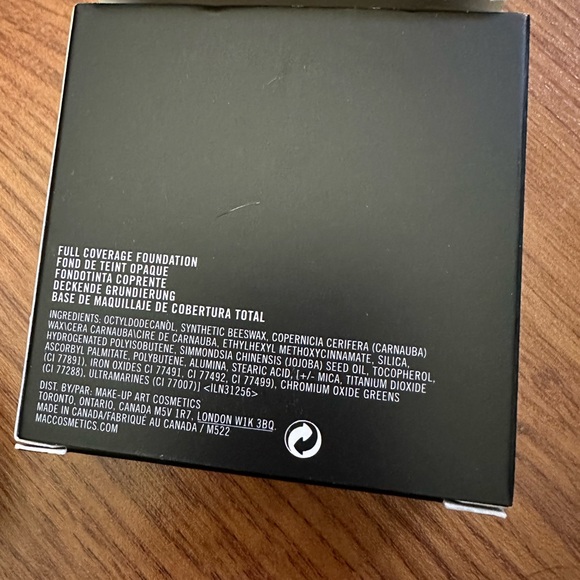 FULL COVERAGE FOUNDATION
FOND DE TEINT OPAQUE
FONDOTINTA COPRENTE
DECKENDE GRUNDIERUNG
BASE DE MAQUILLAJE DE COBERTURA TOTAL
INGREDIENTS: OCTYLDODECANOL, SYNTHETIC BEESWAX, COPERNICIA CERIFERA (CARNAUBA)
WAX\CERA CARNAUBA\CIRE DE CARNAUBA, ETHYLHEXYL METHOXYCINNAMATE, SILICA,
HYDROGENATED POLYISOBUTENE, SIMMONDSIA CHINENSIS (JOJOBA) SEED OIL, TOCOPHEROL,
ASCORBYL PALMITATE, POLYBUTENE, ALUMINA, STEARIC ACID, [+/- MICA, TITANIUM DIOXIDE
(CI 77891), IRON OXIDES (CI 77491, CI 77492, CI 77499), CHROMIUM OXIDE GREENS
(CI 77288), ULTRAMARINES (CI 77007)] <ILN31256>
DIST. BY/PAR: MAKE-UP ART COSMETICS
TORONTO, ONTARIO, CANADA M5V 1R7, LONDON W1K 3BQ.
MADE IN CANADA/FABRIQUÉ AU CANADA / M522
MACCOSMETICS.COM